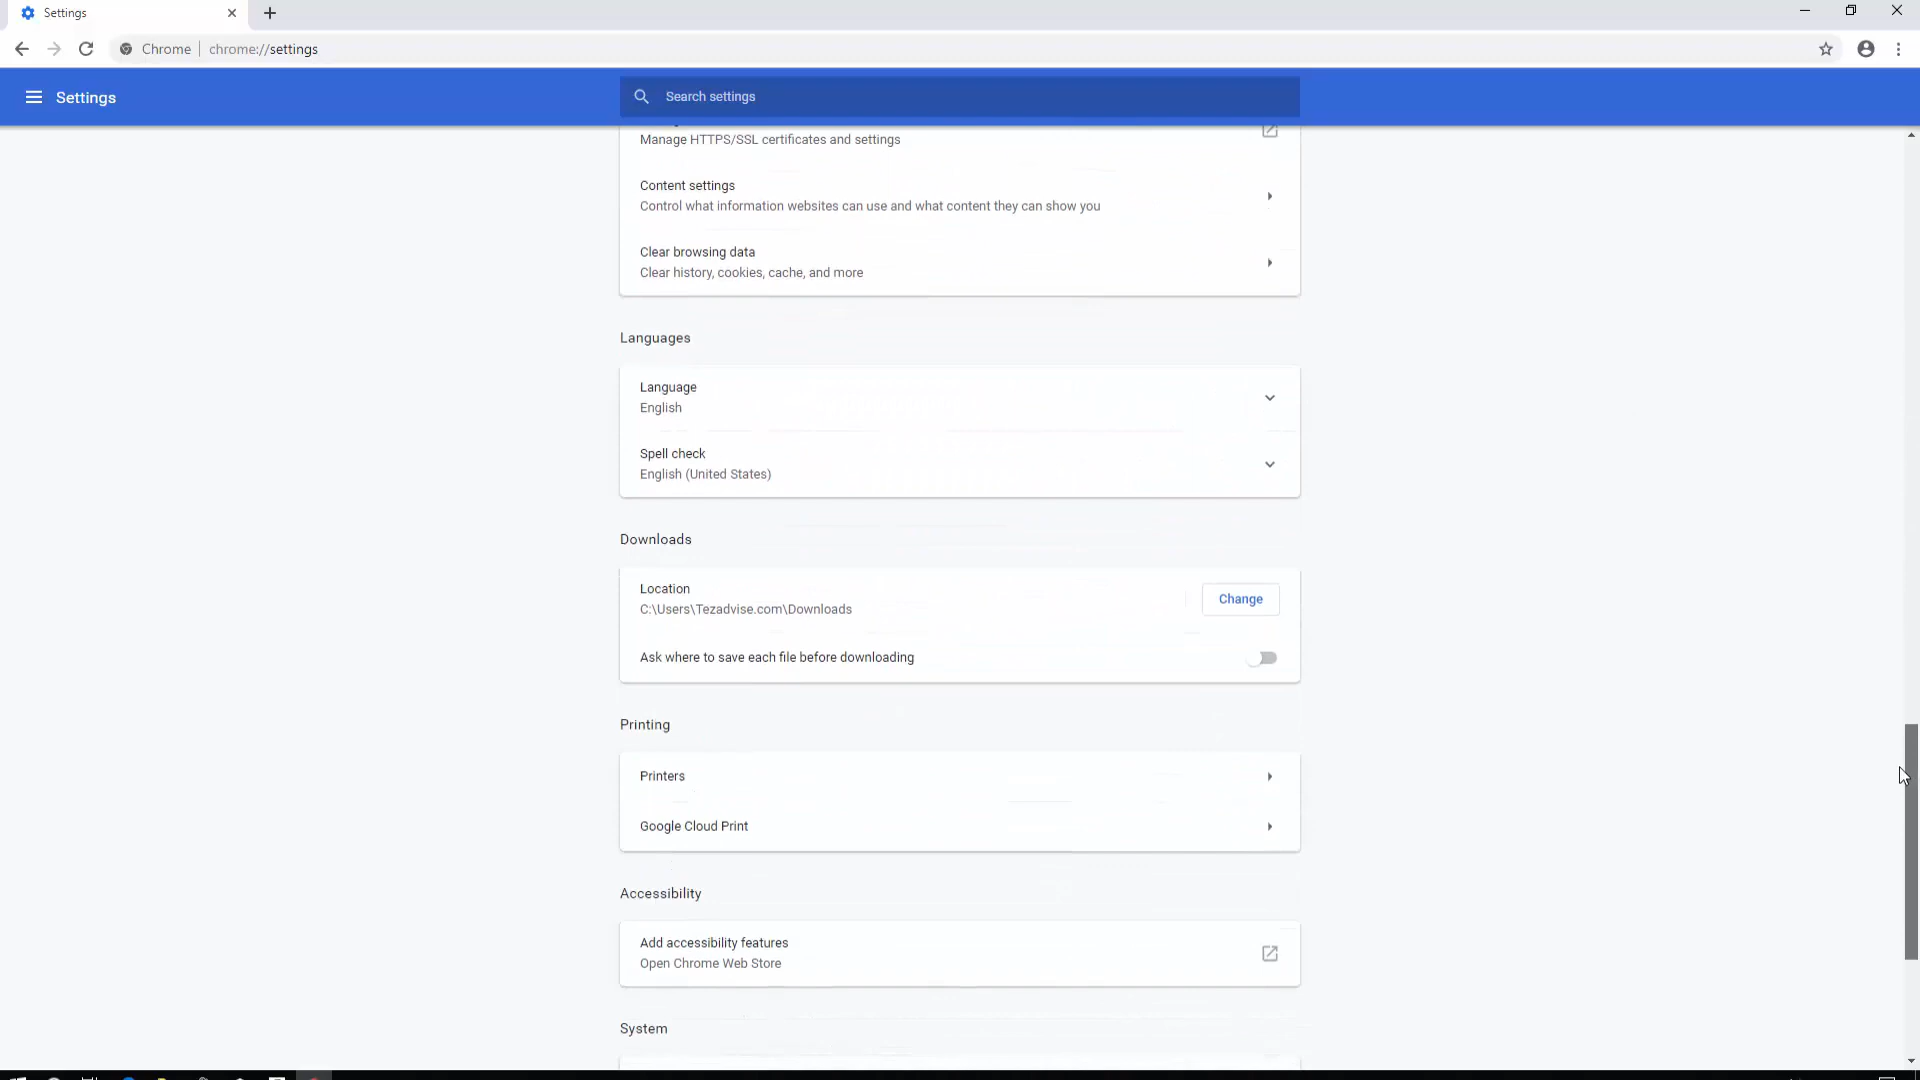 Settings
Chrome
chrome://settings
Settings
Search settings
Manage HTTPS/SSL certificates and settings
Content settings
Control what information websites can use and what content they can show you
Clear browsing data
Clear history, cookies, cache, and more
Languages
Language
English
Spell check
English (United States)
Downloads
Location
C:\Users\Tezadvise.com\Downloads
Change
Ask where to save each file before downloading
Printing
Printers
Google Cloud Print
Accessibility
Add accessibility features
Open Chrome Web Store
System